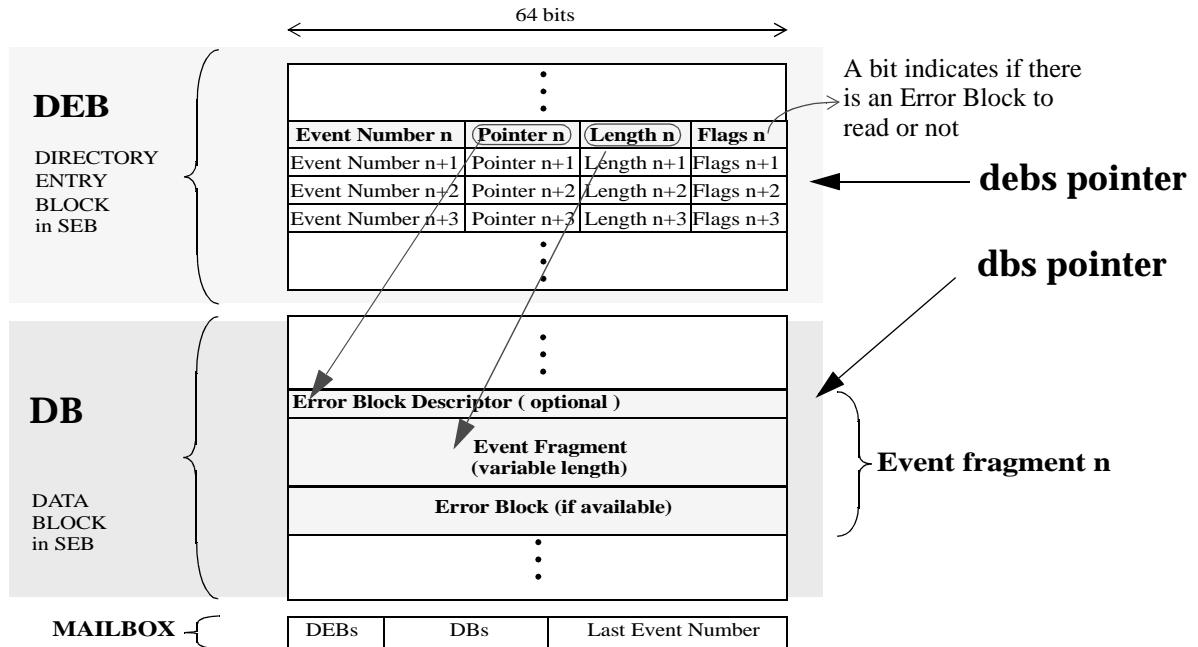 64 bits
DEB
DIRECTORY
ENTRY
BLOCK
in SEB
Event Number n Pointer n Length n Flags n
Event Number n+1 Pointer n+1 Length n+1 Flags n+1
Event Number n+2 Pointer n+2 Length n+2 Flags n+2
Event Number n+3 Pointer n+3 Length n+3 Flags n+3
A bit indicates if there
is an Error Block to
read or not
debs pointer
dbs pointer
DB
DATA
BLOCK
in SEB
Error Block Descriptor ( optional )
Event Fragment
(variable length)
Error Block (if available)
Event fragment n
MAILBOX
DEBs DBs Last Event Number